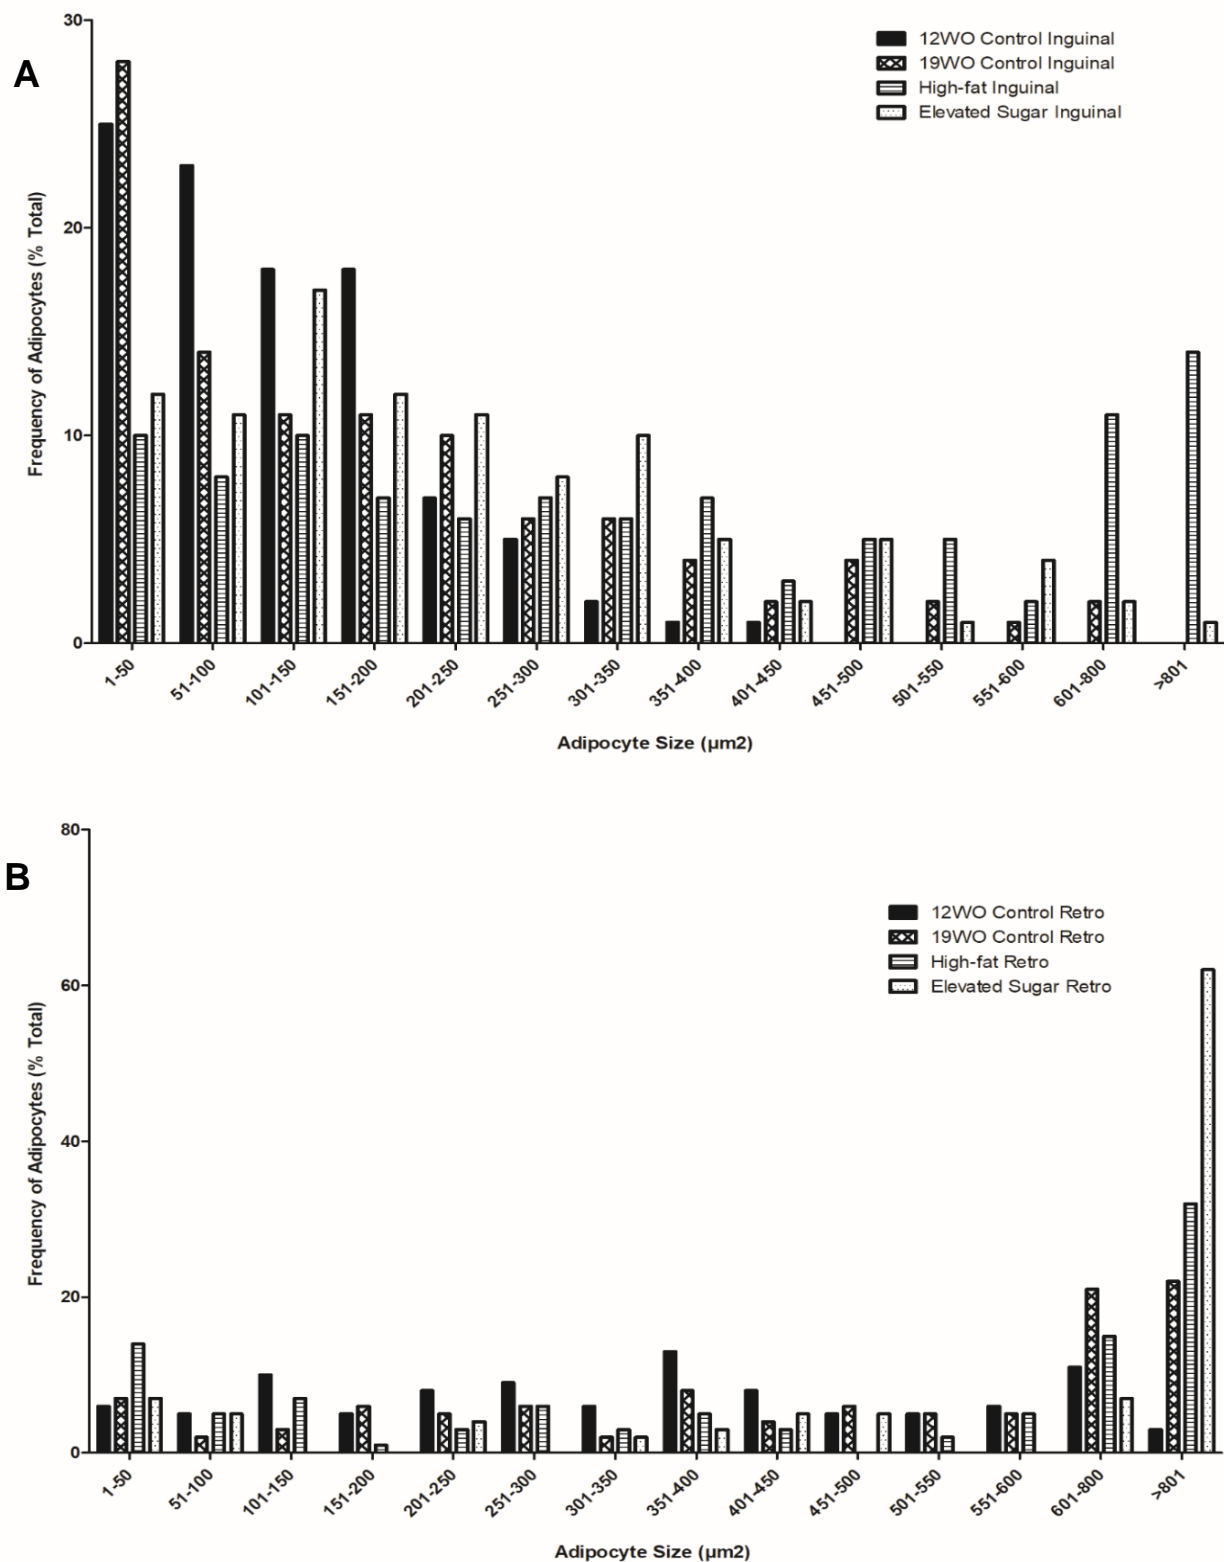 A
30
20
10
0
Frequency of Adipocytes (% Total)
12WO Control Inguinal
19WO Control Inguinal
High-fat Inguinal
Elevated Sugar Inguinal
1-50
51-100
101-150
151-200
201-250
251-300
301-350
351-400
401-450
451-500
501-550
551-600
601-800
>801
Adipocyte Size (µm2)
B
80
60
40
20
0
Frequency of Adipocytes (% Total)
12WO Control Retro
19WO Control Retro
High-fat Retro
Elevated Sugar Retro
1-50
51-100
101-150
151-200
201-250
251-300
301-350
351-400
401-450
451-500
501-550
551-600
601-800
>801
Adipocyte Size (µm2)